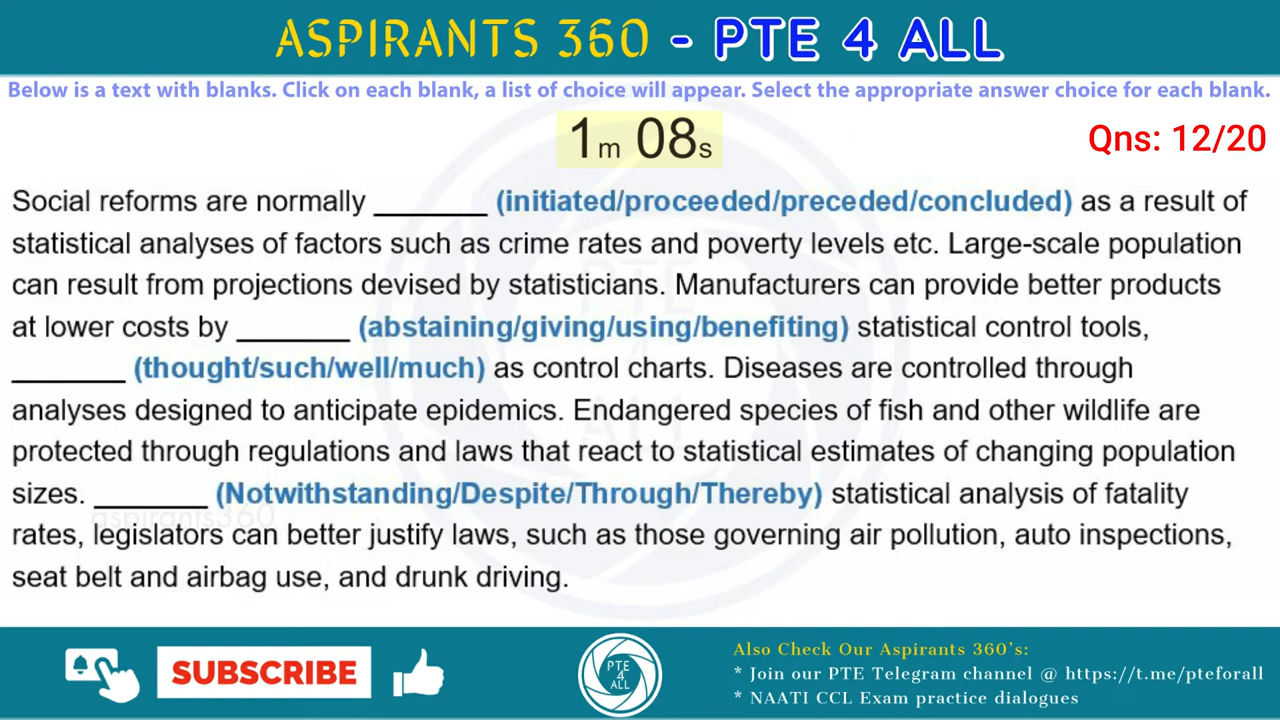 ASPIRANTS 360 - PTE 4 ALL
Below is a text with blanks. Click on each blank, a list of choice will appear. Select the appropriate answer choice for each blank.
1m 08s
Qns: 12/20
Social reforms are normally ________ (initiated/proceeded/preceded/concluded) as a result of
statistical analyses of factors such as crime rates and poverty levels etc. Large-scale population
can result from projections devised by statisticians. Manufacturers can provide better products
at lower costs by ________ (abstaining/giving/using/benefiting) statistical control tools,
________ (thought/such/well/much) as control charts. Diseases are controlled through
analyses designed to anticipate epidemics. Endangered species of fish and other wildlife are
protected through regulations and laws that react to statistical estimates of changing population
sizes. ________ (Notwithstanding/Despite/Through/Thereby) statistical analysis of fatality
aspirants360
rates, legislators can better justify laws, such as those governing air pollution, auto inspections,
seat belt and airbag use, and drunk driving.
PTE
4
ALL
SUBSCRIBE
PTE
4
ALL
Also Check Our Aspirants 360's:
* Join our PTE Telegram channel @ https://t.me/pteforall
* NAATI CCL Exam practice dialogues